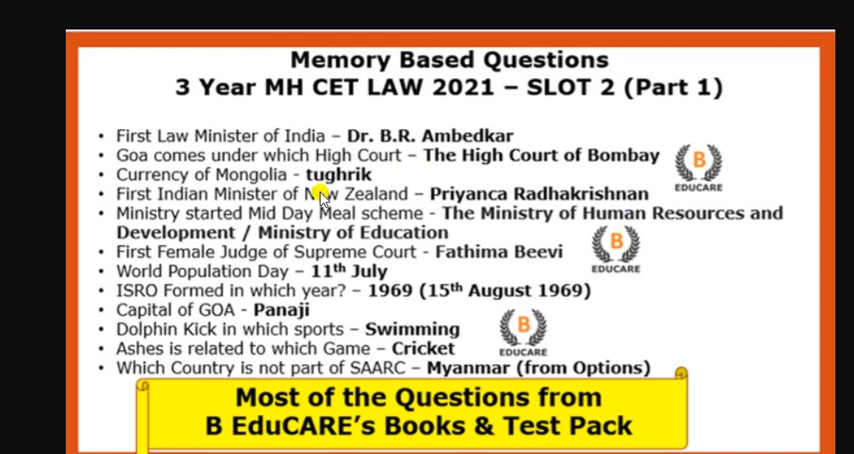 Memory Based Questions
3 Year MH CET LAW 2021 – SLOT 2 (Part 1)
• First Law Minister of India – Dr. B.R. Ambedkar
• Goa comes under which High Court – The High Court of Bombay
• Currency of Mongolia - tughrik
• First Indian Minister of New Zealand – Priyanca Radhakrishnan
• Ministry started Mid Day Meal scheme - The Ministry of Human Resources and
Development / Ministry of Education
• First Female Judge of Supreme Court - Fathima Beevi
• World Population Day – 11th July
• ISRO Formed in which year? – 1969 (15th August 1969)
• Capital of GOA - Panaji
• Dolphin Kick in which sports – Swimming
• Ashes is related to which Game – Cricket
• Which Country is not part of SAARC – Myanmar (from Options)
B
EDUCARE
B
EDUCARE
B
EDUCARE
Most of the Questions from
B EduCARE's Books & Test Pack